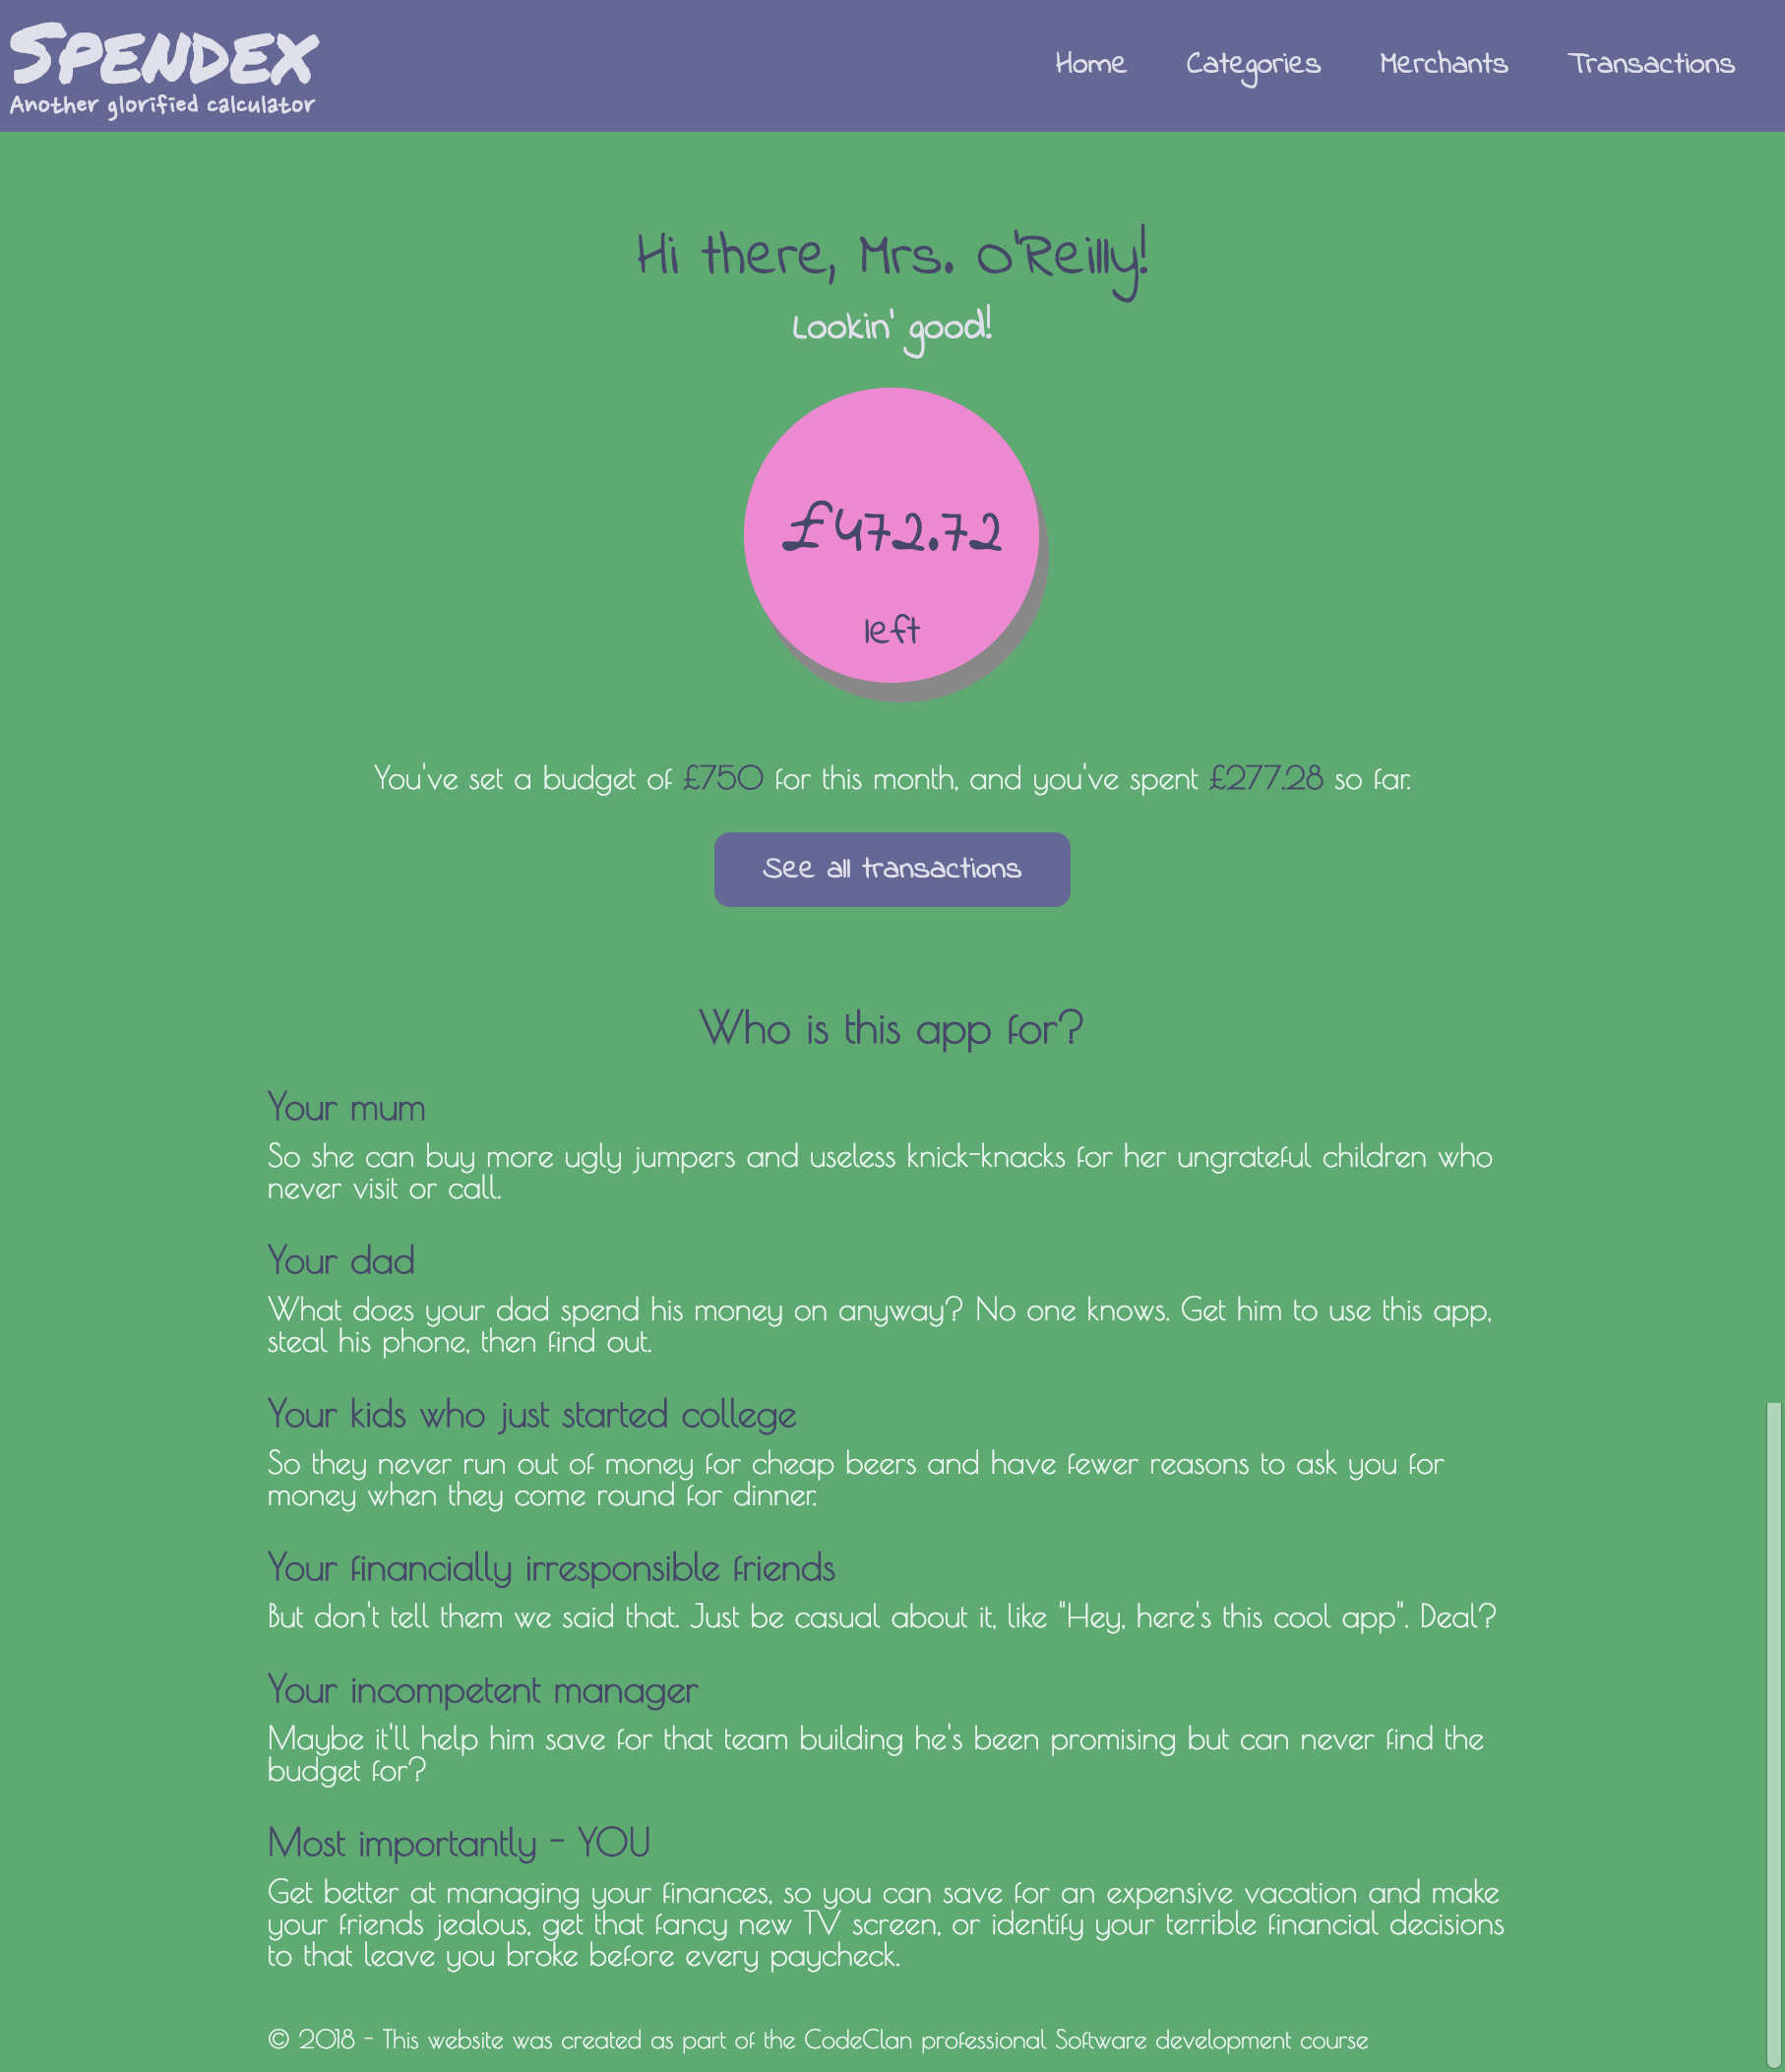 SPENDEX
Another glorified calculator
Home Categories Merchants Transactions
Hi there, Mrs. O'Reilly!
Lookin' good!
£472.72
left
You've set a budget of £750 for this month, and you've spent £277.28 so far.
See all transactions
Who is this app for?
Your mum
So she can buy more ugly jumpers and useless knick-knacks for her ungrateful children who
never visit or call.
Your dad
What does your dad spend his money on anyway? No one knows. Get him to use this app,
steal his phone, then find out.
Your kids who just started college
So they never run out of money for cheap beers and have fewer reasons to ask you for
money when they come round for dinner.
Your financially irresponsible friends
But don't tell them we said that. Just be casual about it, like "Hey, here's this cool app". Deal?
Your incompetent manager
Maybe it'll help him save for that team building he's been promising but can never find the
budget for?
Most importantly - YOU
Get better at managing your finances, so you can save for an expensive vacation and make
your friends jealous, get that fancy new TV screen, or identify your terrible financial decisions
to that leave you broke before every paycheck.
© 2018 - This website was created as part of the CodeClan professional Software development course